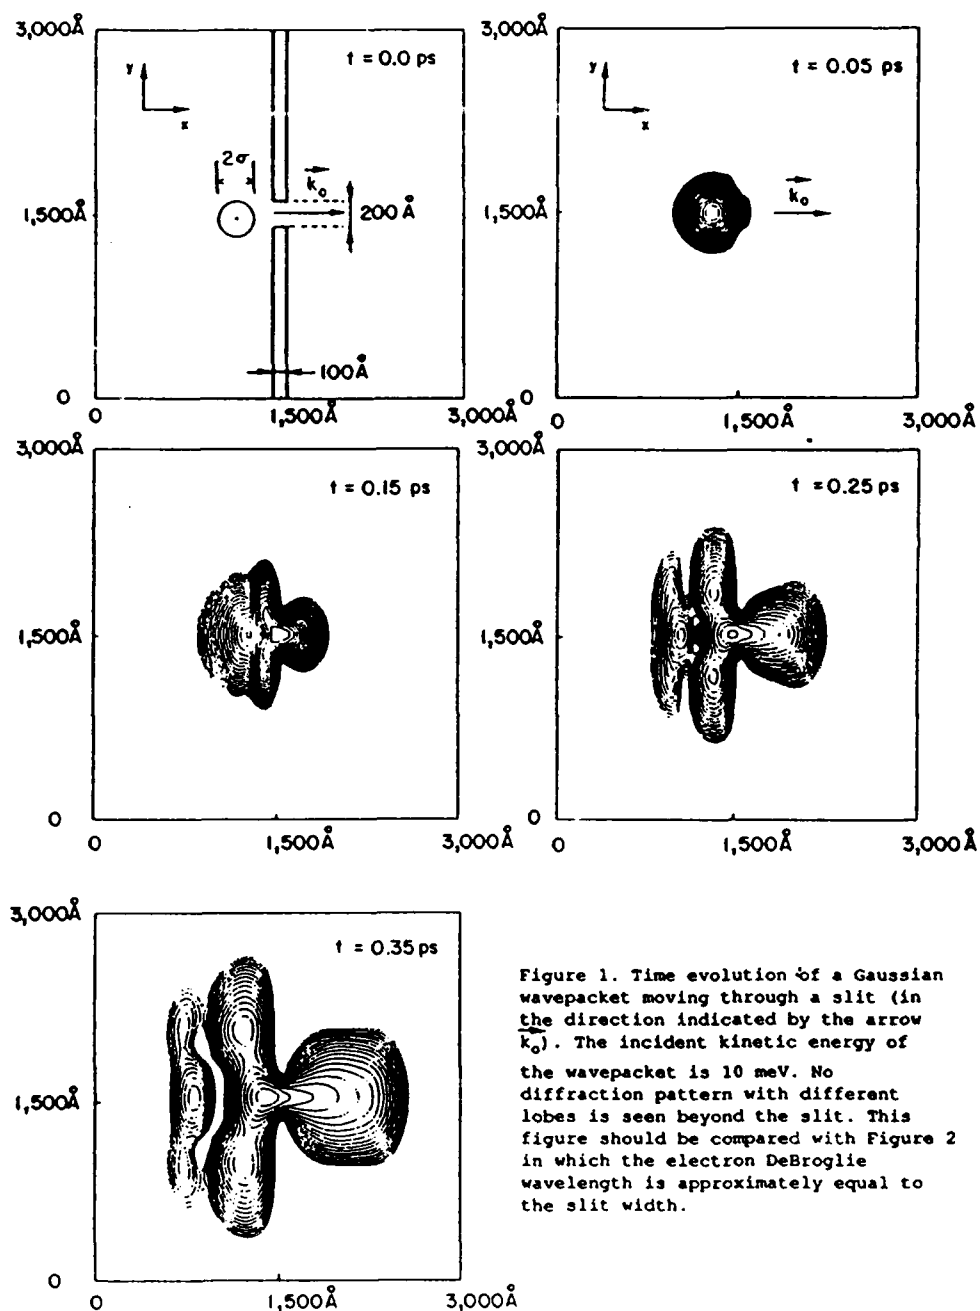 3,000Å
t = 0.0 ps
y
x
2σ
k₀
200 Å
1,500Å
100Å
0
0
1,500Å
3,000Å
3,000Å
t = 0.05 ps
y
x
k₀
1,500Å
0
0
1,500Å
3,000Å
3,000Å
t = 0.15 ps
1,500Å
0
0
1,500Å
3,000Å
3,000Å
t = 0.25 ps
1,500Å
0
0
1,500Å
3,000Å
3,000Å
t = 0.35 ps
1,500Å
0
0
1,500Å
3,000Å
Figure 1. Time evolution of a Gaussian
wavepacket moving through a slit (in
the direction indicated by the arrow
k₀). The incident kinetic energy of
the wavepacket is 10 meV. No
diffraction pattern with different
lobes is seen beyond the slit. This
figure should be compared with Figure 2
in which the electron DeBroglie
wavelength is approximately equal to
the slit width.